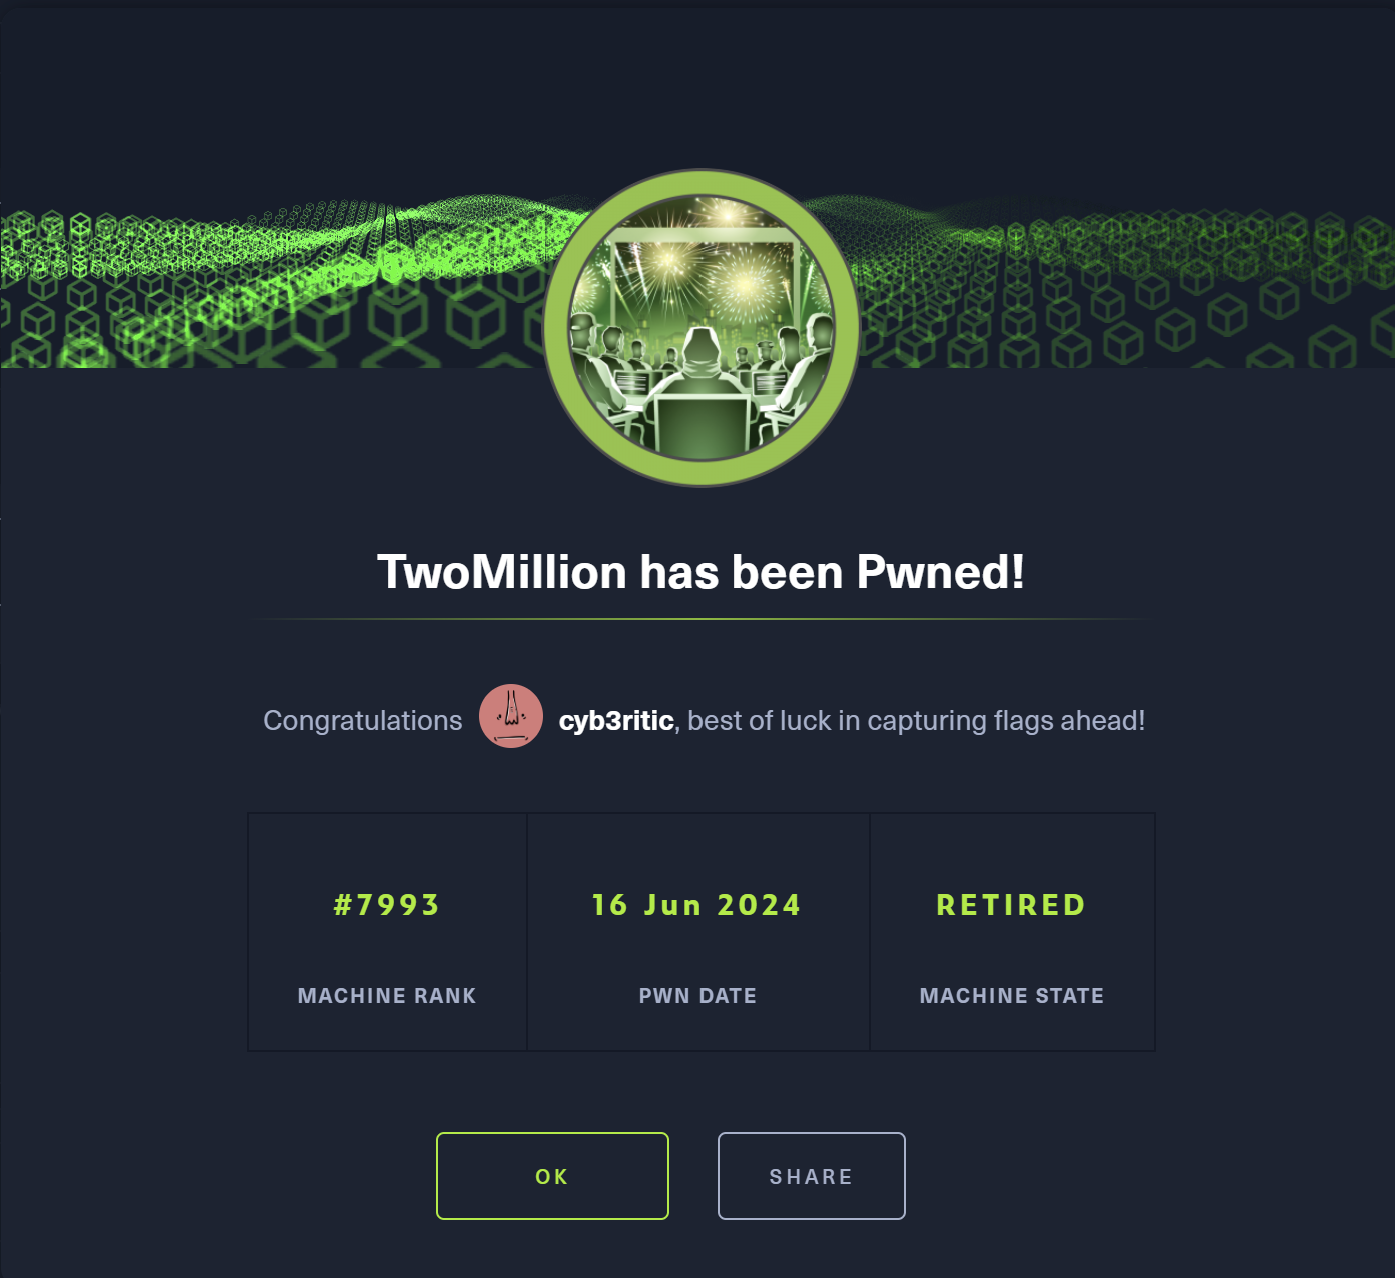 TwoMillion has been Pwned!
Congratulations cyb3ritic, best of luck in capturing flags ahead!
#7993
MACHINE RANK
16 Jun 2024
PWN DATE
RETIRED
MACHINE STATE
OK
SHARE